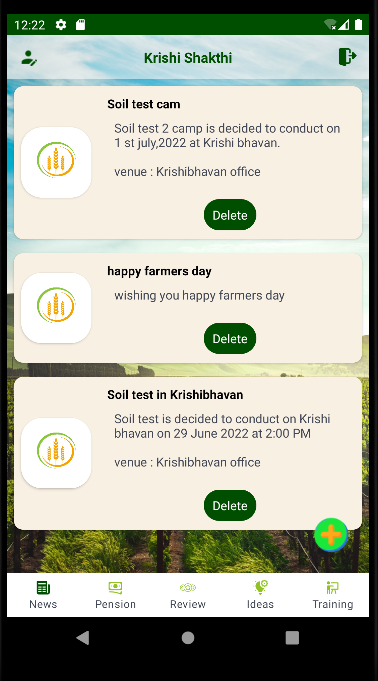 12:22
Krishi Shakthi
Soil test cam
Soil test 2 camp is decided to conduct on
1 st july,2022 at Krishi bhavan.
venue : Krishibhavan office
Delete
happy farmers day
wishing you happy farmers day
Delete
Soil test in Krishibhavan
Soil test is decided to conduct on Krishi
bhavan on 29 June 2022 at 2:00 PM
venue : Krishibhavan office
Delete
News Pension Review Ideas Training